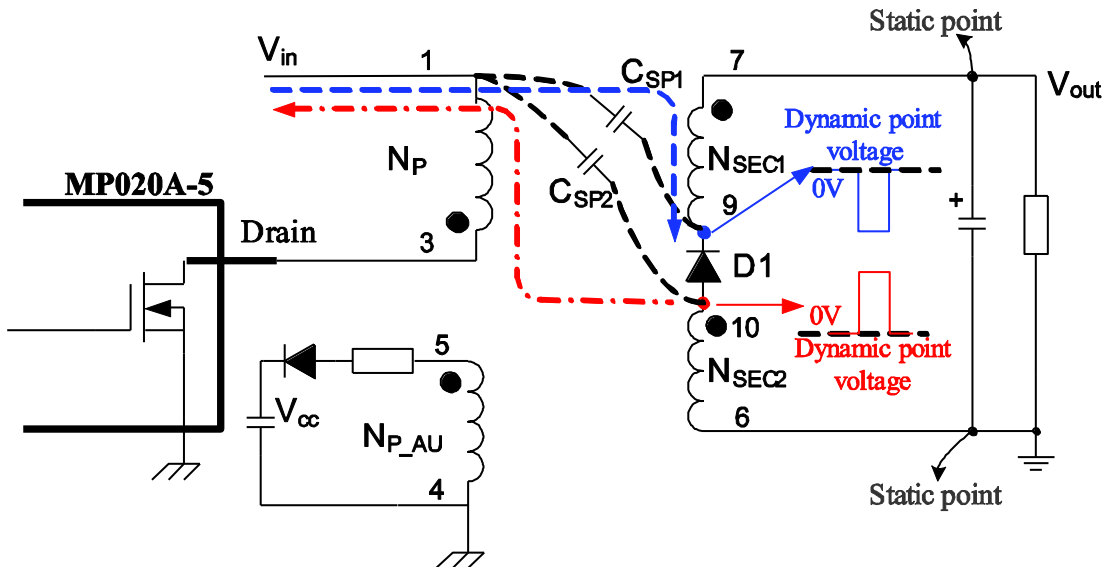 Static point
Vin
1
CSP1
7
Vout
Dynamic point
voltage
NP
NSEC1
0V
MP020A-5
CSP2
9
+
Drain
3
D1
10
0V
5
Dynamic point
voltage
NSEC2
Vcc
NP_AU
6
4
Static point